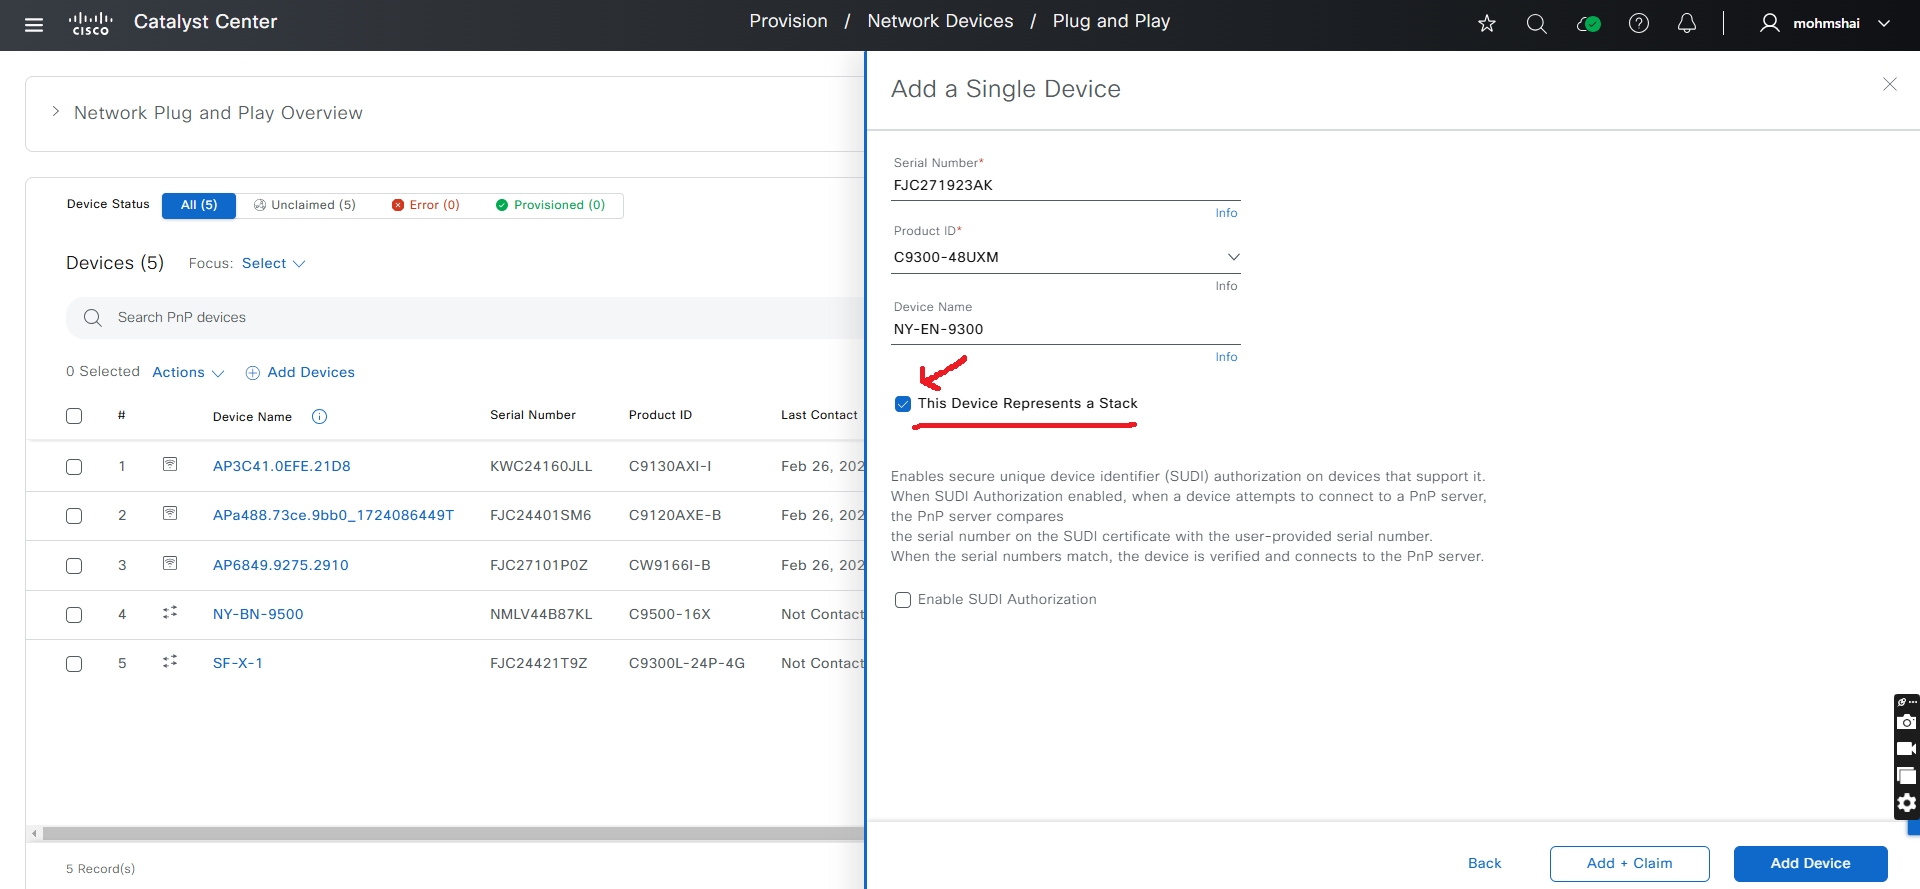 cisco
Catalyst Center
Provision / Network Devices / Plug and Play
mohmshai
Network Plug and Play Overview
Device Status All (5) Unclaimed (5) Error (0) Provisioned (0)
Devices (5) Focus: Select
Search PnP devices
0 Selected Actions Add Devices
# Device Name Serial Number Product ID Last Contact
1 AP3C41.0EFE.21D8 KWC24160JLL C9130AXI-I Feb 26, 202
2 APa488.73ce.9bb0_1724086449T FJC24401SM6 C9120AXE-B Feb 26, 202
3 AP6849.9275.2910 FJC27101P0Z CW9166I-B Feb 26, 202
4 NY-BN-9500 NMLV44B87KL C9500-16X Not Contact
5 SF-X-1 FJC24421T9Z C9300L-24P-4G Not Contact
5 Record(s)
Add a Single Device
Serial Number*
FJC271923AK
Info
Product ID*
C9300-48UXM
Info
Device Name
NY-EN-9300
Info
This Device Represents a Stack
Enables secure unique device identifier (SUDI) authorization on devices that support it.
When SUDI Authorization enabled, when a device attempts to connect to a PnP server,
the PnP server compares
the serial number on the SUDI certificate with the user-provided serial number.
When the serial numbers match, the device is verified and connects to the PnP server.
Enable SUDI Authorization
Back Add + Claim Add Device